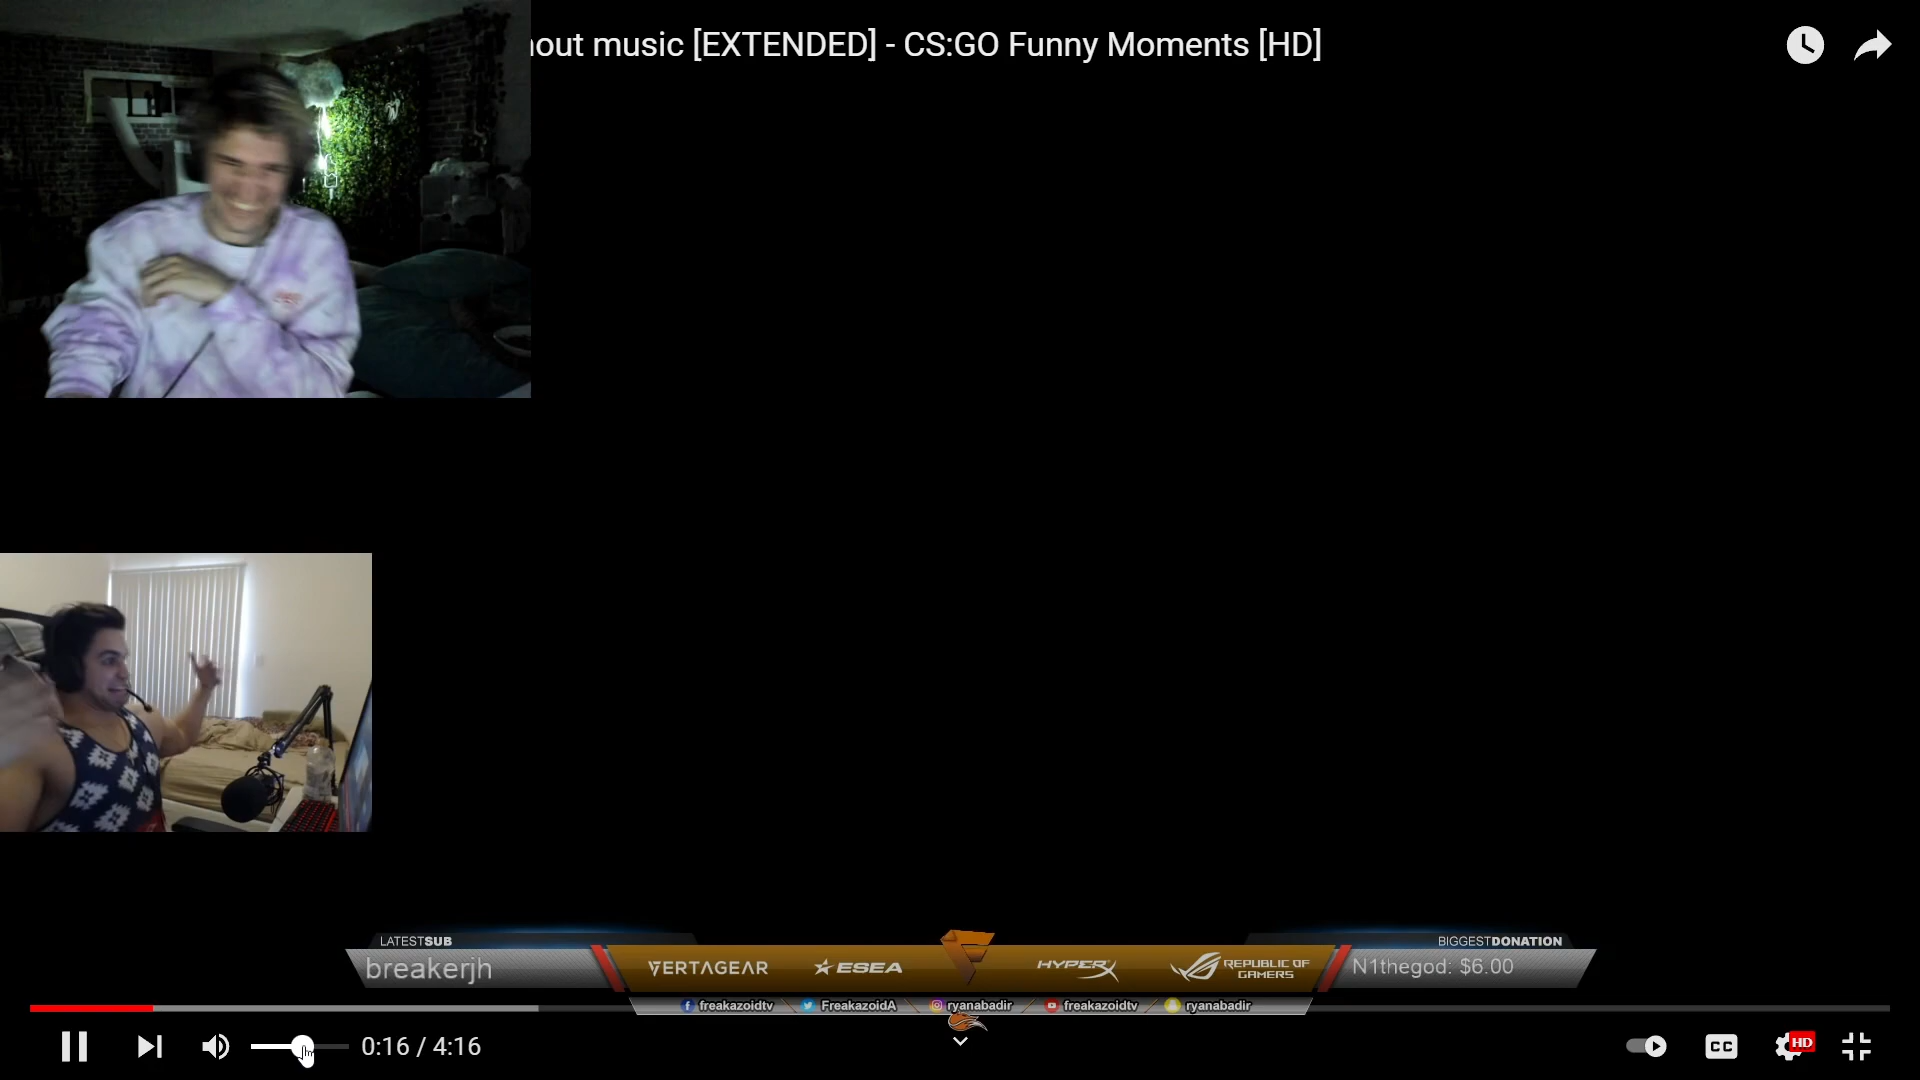 out music [EXTENDED] - CS:GO Funny Moments [HD]
LATESTSUB
breakerjh
VERTAGEAR
ESEA
HYPERX
REPUBLIC OF
GAMERS
BIGGESTDONATION
N1thegod: $6.00
freakazoidtv
FreakazoidA
ryanabadir
freakazoidtv
ryanabadir
0:16 / 4:16
CC
HD